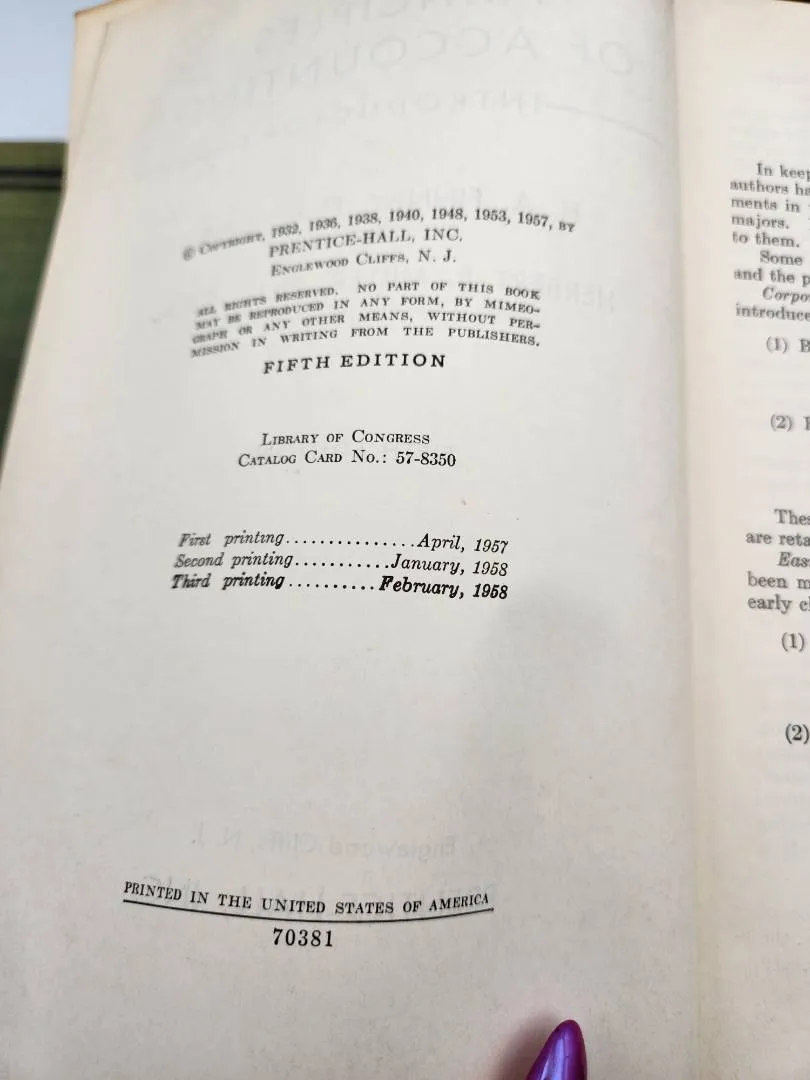 © COPYRIGHT, 1932, 1936, 1938, 1940, 1948, 1953, 1957, BY
PRENTICE-HALL, INC.
ENGLEWOOD CLIFFS, N. J.
ALL RIGHTS RESERVED. NO PART OF THIS BOOK
MAY BE REPRODUCED IN ANY FORM, BY MIMEO-
GRAPH OR ANY OTHER MEANS, WITHOUT PER-
MISSION IN WRITING FROM THE PUBLISHERS.
FIFTH EDITION
LIBRARY OF CONGRESS
CATALOG CARD NO.: 57-8350
First printing...............April, 1957
Second printing...........January, 1958
Third printing..........February, 1958
PRINTED IN THE UNITED STATES OF AMERICA
70381
In keep
authors ha
ments in
majors.
to them.
Some
and the p
Corpo
introduce
(1)
(2)
Thes
are reta
Eas
been m
early c
(1)
(2)